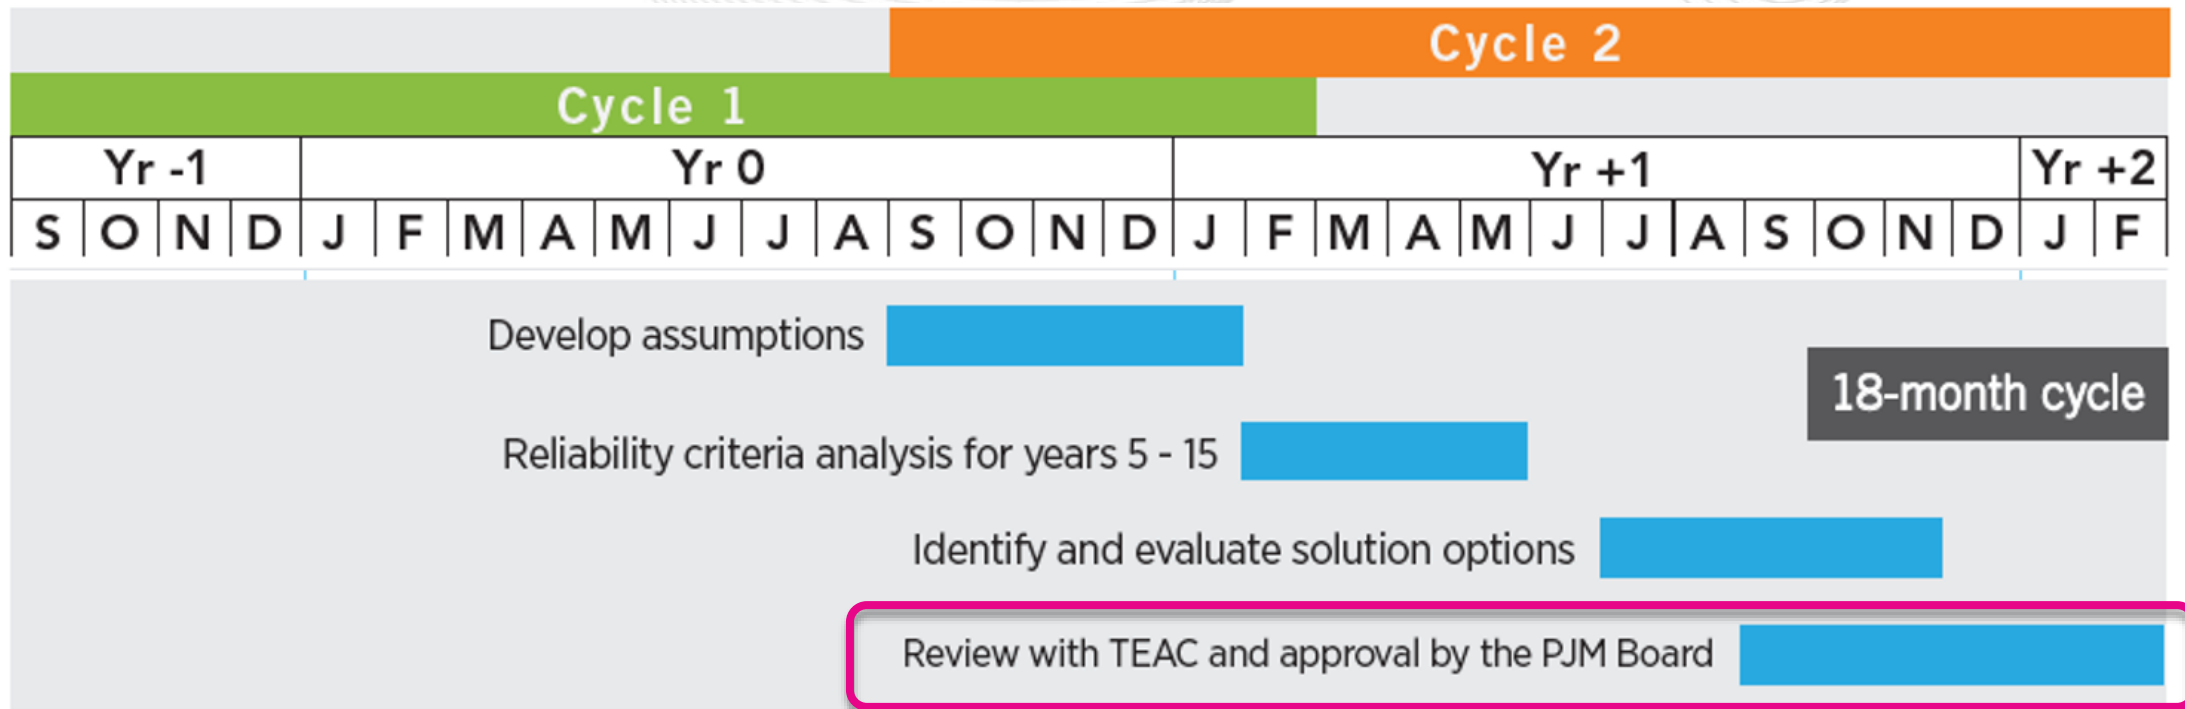 Cycle 2
Cycle 1
Yr -1 Yr 0 Yr +1 Yr +2
S O N D J F M A M J J A S O N D J F M A M J J A S O N D J F
Develop assumptions
18-month cycle
Reliability criteria analysis for years 5 - 15
Identify and evaluate solution options
Review with TEAC and approval by the PJM Board